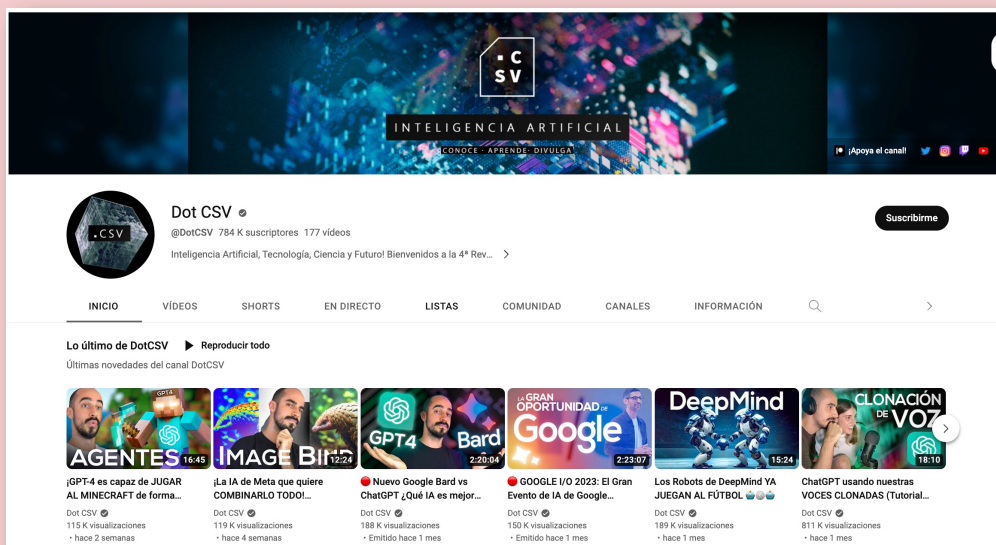 ▪ C
SV
INTELIGENCIA ARTIFICIAL
CONOCE · APRENDE· DIVULGA
¡Apoya el canal!
.CSV
Dot CSV
@DotCSV 784 K suscriptores 177 vídeos
Inteligencia Artificial, Tecnología, Ciencia y Futuro! Bienvenidos a la 4ª Rev...
Suscribirme
INICIO VÍDEOS SHORTS EN DIRECTO LISTAS COMUNIDAD CANALES INFORMACIÓN
Lo último de DotCSV Reproducir todo
Últimas novedades del canal DotCSV
GPT4
AGENTES
16:45
¡GPT-4 es capaz de JUGAR
AL MINECRAFT de forma...
Dot CSV
115 K visualizaciones
• hace 2 semanas
IMAGE
12:24
¡La IA de Meta que quiere
COMBINARLO TODO!...
Dot CSV
119 K visualizaciones
• hace 4 semanas
GPT4 Bard
2:20:04
🔴 Nuevo Google Bard vs
ChatGPT ¿Qué IA es mejor...
Dot CSV
188 K visualizaciones
• Emitido hace 1 mes
LA GRAN
OPORTUNIDAD DE
Google
2:23:07
🔴 GOOGLE I/O 2023: El Gran
Evento de IA de Google...
Dot CSV
150 K visualizaciones
• Emitido hace 1 mes
DeepMind
15:24
Los Robots de DeepMind YA
JUEGAN AL FÚTBOL 🤖⚽🤖
Dot CSV
189 K visualizaciones
• hace 1 mes
CLONACIÓN
DE VOZ
18:10
ChatGPT usando nuestras
VOCES CLONADAS (Tutorial...
Dot CSV
811 K visualizaciones
• hace 1 mes